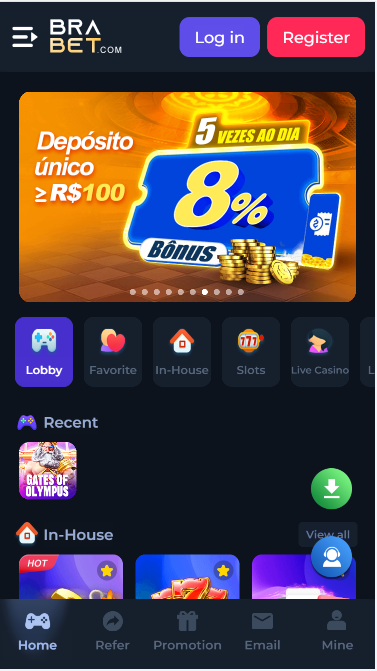 BRA
BET.COM
Log in
Register
Depósito
único
≥ R$100
5 VEZES AO DIA
8%
Bônus
Lobby
Favorite
In-House
Slots
Live Casino
L
Recent
GATES OF
OLYMPUS
In-House
View all
HOT
Home
Refer
Promotion
Email
Mine